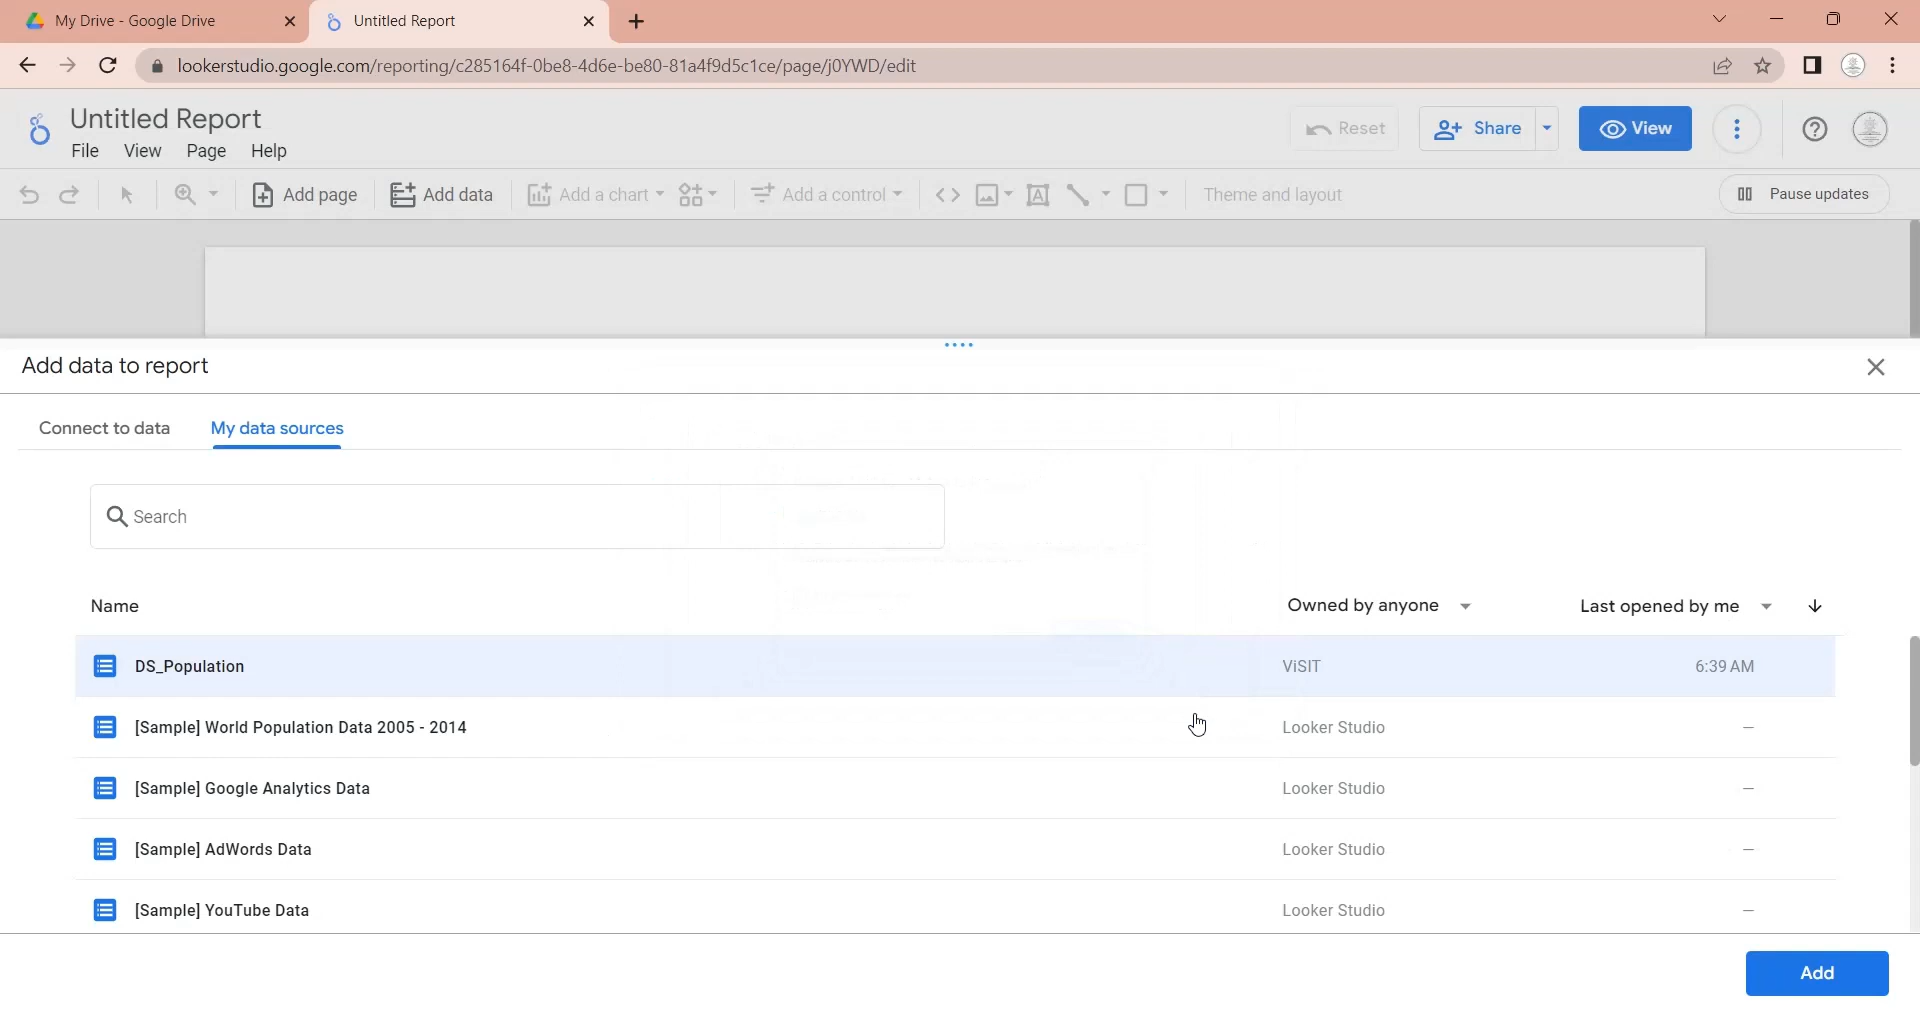 My Drive - Google Drive
Untitled Report
lookerstudio.google.com/reporting/c285164f-0be8-4d6e-be80-81a4f9d5c1ce/page/j0YWD/edit
Untitled Report
Reset
Share
View
File View Page Help
Add page
Add data
Add a chart
Add a control
Theme and layout
Pause updates
Add data to report
Connect to data
My data sources
Search
Name
Owned by anyone
Last opened by me
DS_Population
ViSIT
6:39 AM
[Sample] World Population Data 2005 - 2014
Looker Studio
–
[Sample] Google Analytics Data
Looker Studio
–
[Sample] AdWords Data
Looker Studio
–
[Sample] YouTube Data
Looker Studio
–
Add